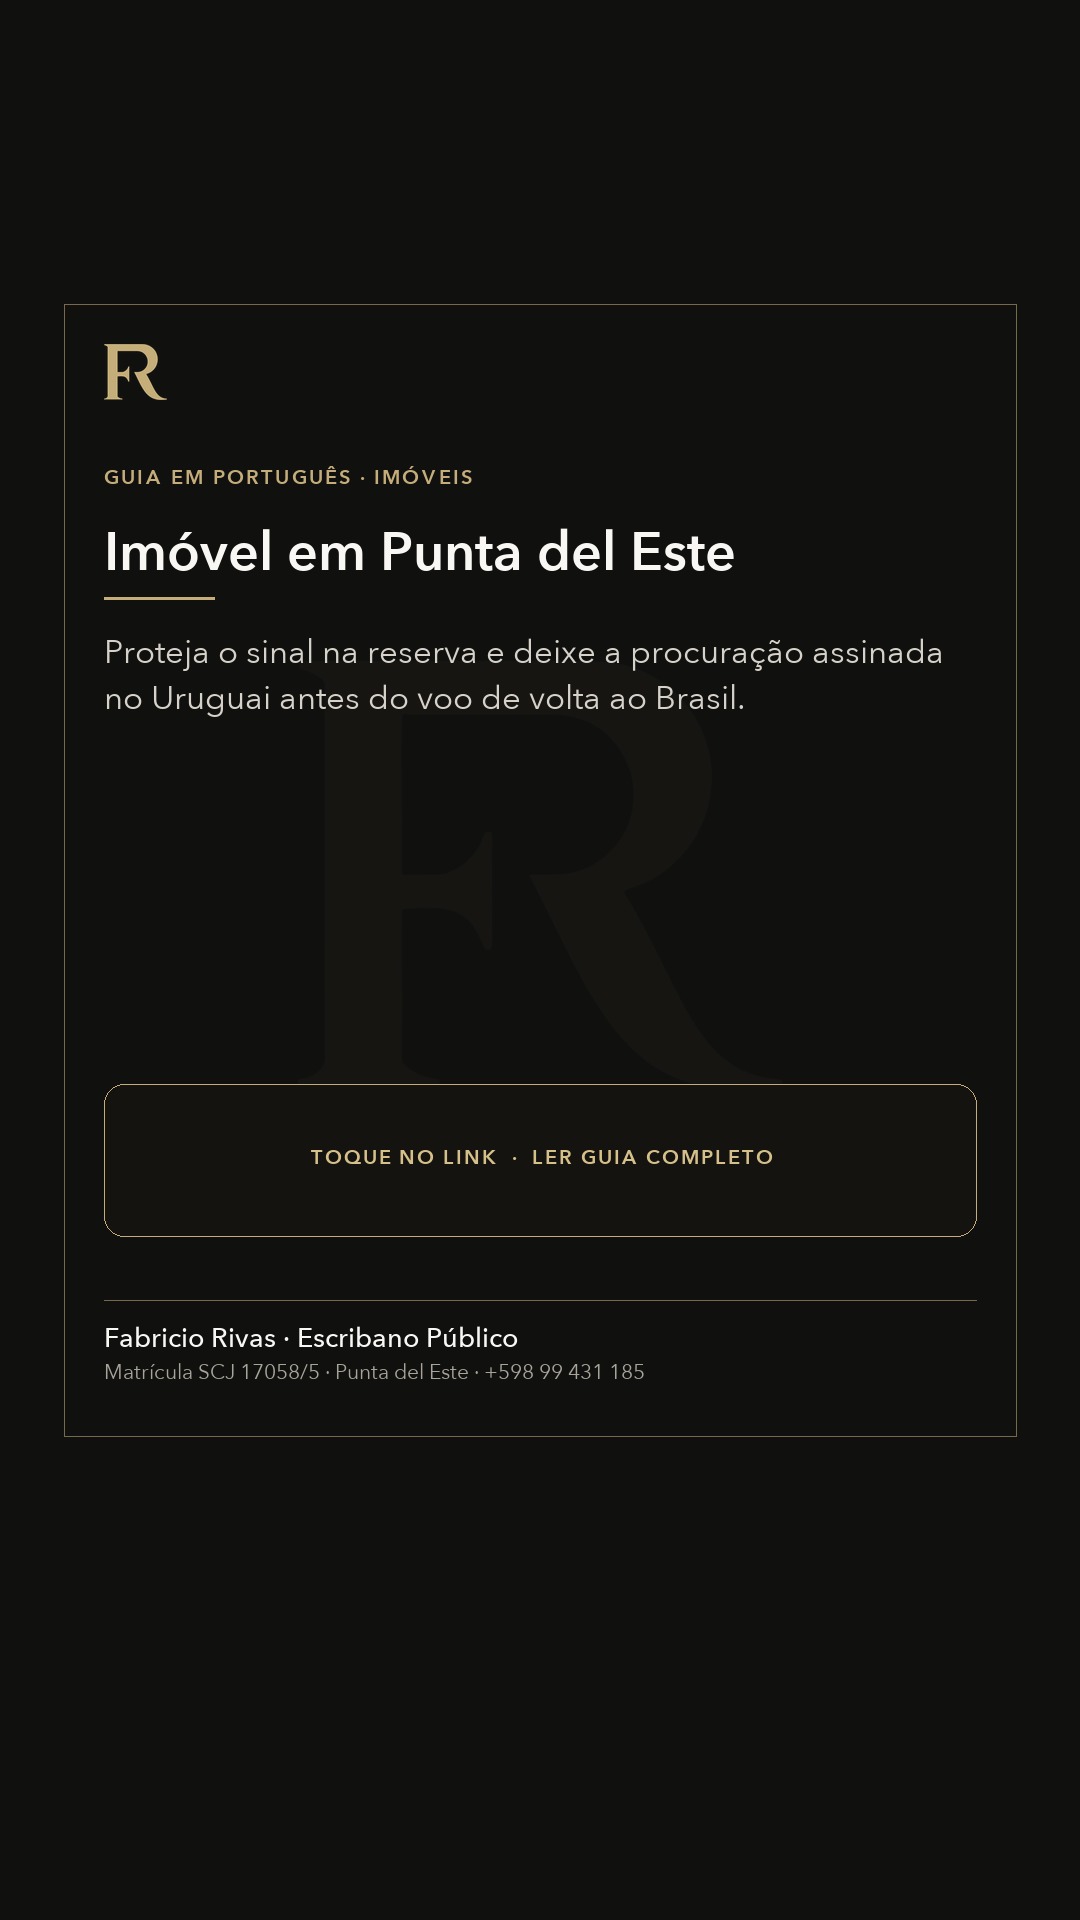 FR
GUIA EM PORTUGUÊS · IMÓVEIS
Imóvel em Punta del Este
Proteja o sinal na reserva e deixe a procuração assinada
no Uruguai antes do voo de volta ao Brasil.
TOQUE NO LINK · LER GUIA COMPLETO
Fabricio Rivas · Escribano Público
Matrícula SCJ 17058/5 · Punta del Este · +598 99 431 185